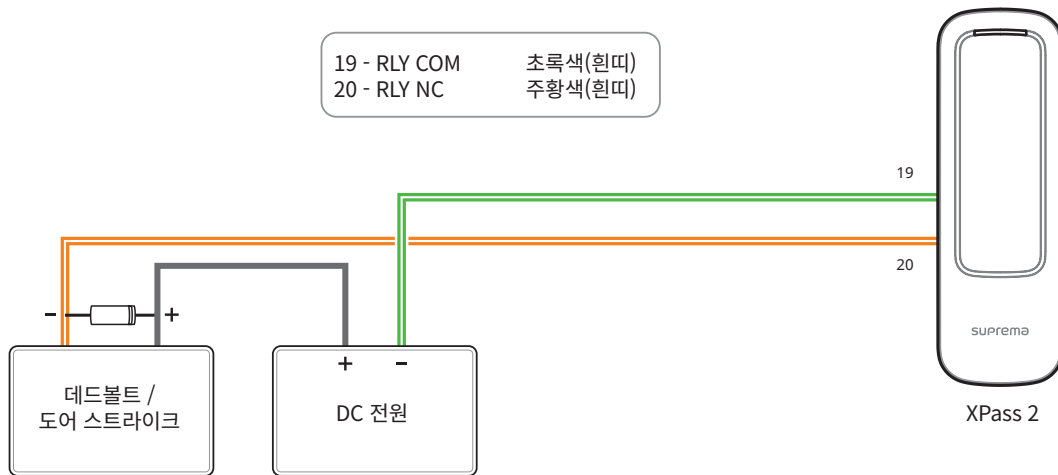 19 - RLY COM 초록색(흰띠)
20 - RLY NC 주황색(흰띠)
19
20
- +
+ -
데드볼트 /
도어 스트라이크
DC 전원
suprema
XPass 2